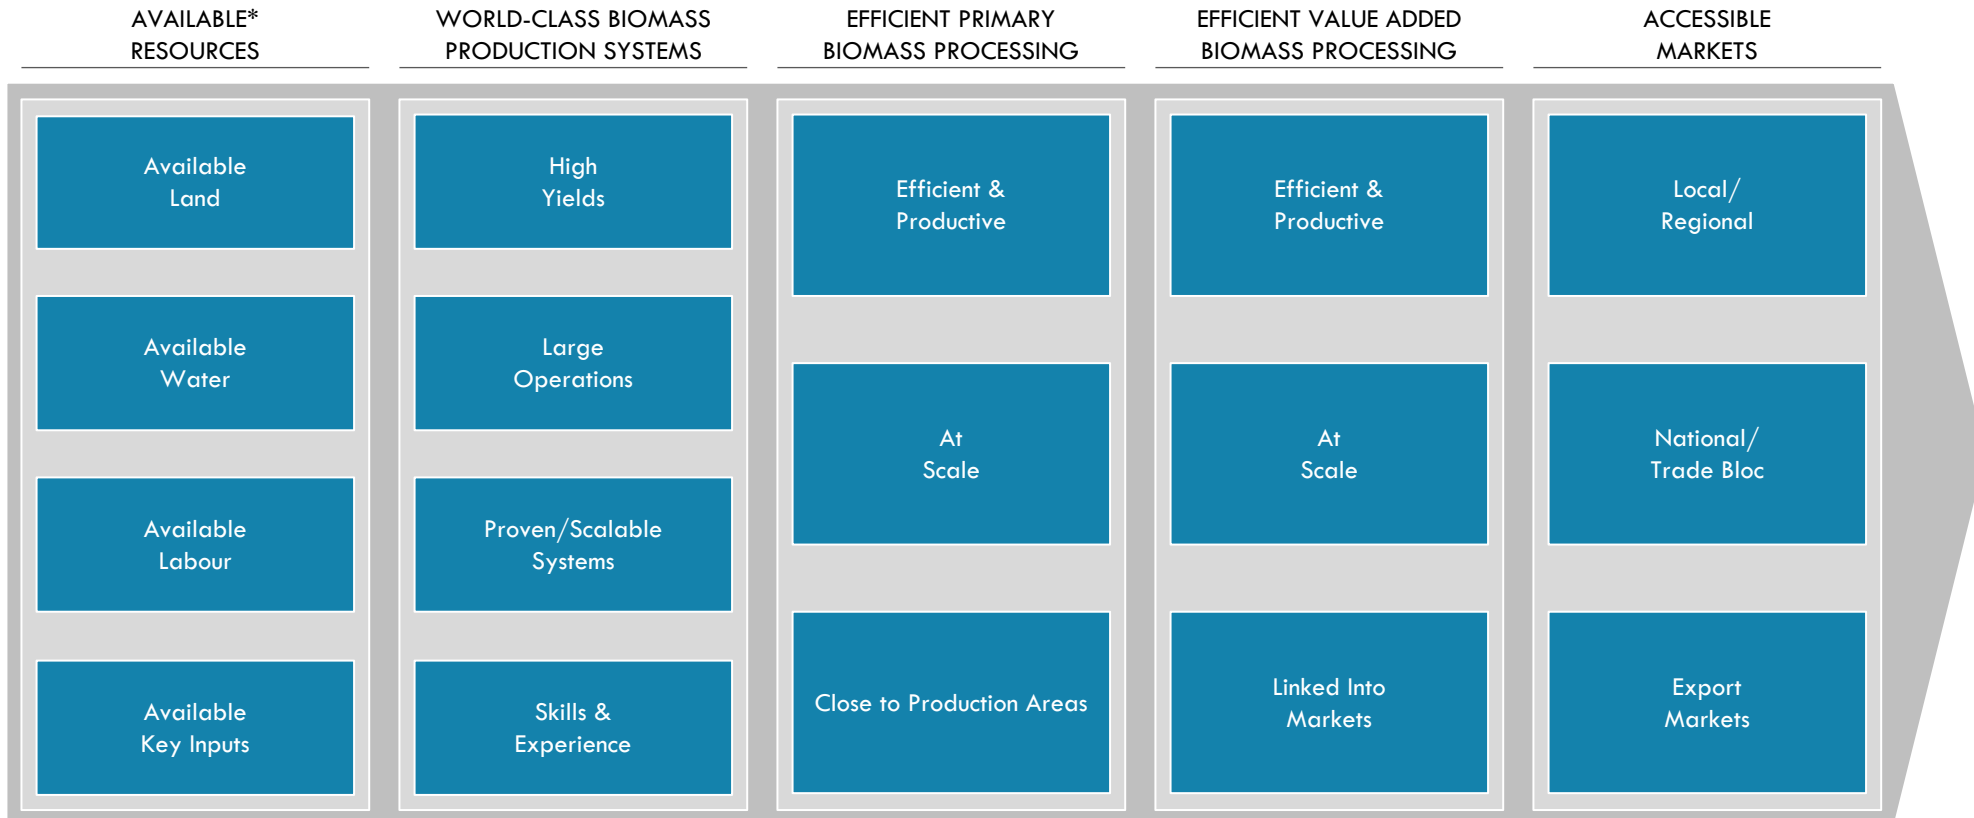 AVAILABLE*
RESOURCES
WORLD-CLASS BIOMASS
PRODUCTION SYSTEMS
EFFICIENT PRIMARY
BIOMASS PROCESSING
EFFICIENT VALUE ADDED
BIOMASS PROCESSING
ACCESSIBLE
MARKETS
Available
Land
Available
Water
Available
Labour
Available
Key Inputs
High
Yields
Large
Operations
Proven/Scalable
Systems
Skills &
Experience
Efficient &
Productive
At
Scale
Close to Production Areas
Efficient &
Productive
At
Scale
Linked Into
Markets
Local/
Regional
National/
Trade Bloc
Export
Markets